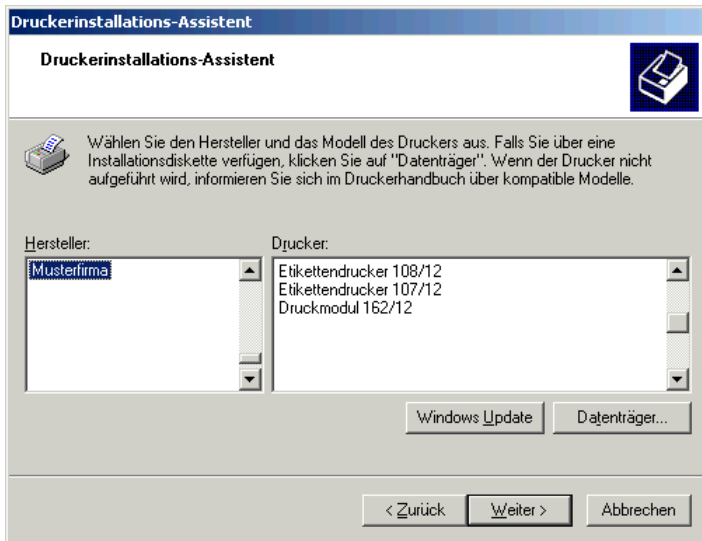 Druckerinstallations-Assistent
Druckerinstallations-Assistent
Wählen Sie den Hersteller und das Modell des Druckers aus. Falls Sie über eine
Installationsdiskette verfügen, klicken Sie auf "Datenträger". Wenn der Drucker nicht
aufgeführt wird, informieren Sie sich im Druckerhandbuch über kompatible Modelle.
Hersteller:
Drucker:
Musterfirma
Etikettendrucker 108/12
Etikettendrucker 107/12
Druckmodul 162/12
Windows Update
Datenträger...
< Zurück
Weiter >
Abbrechen